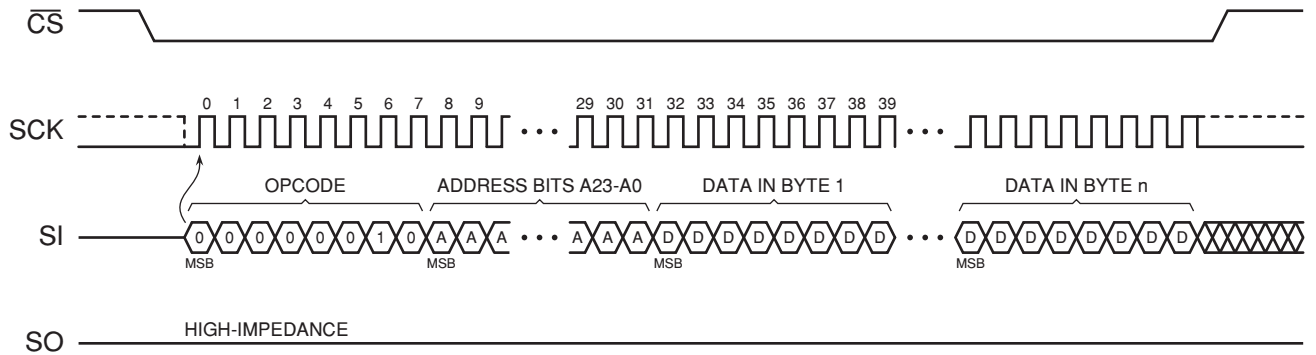 CS
0 1 2 3 4 5 6 7 8 9 29 30 31 32 33 34 35 36 37 38 39
SCK
OPCODE ADDRESS BITS A23-A0 DATA IN BYTE 1 DATA IN BYTE n
SI 0 0 0 0 0 0 1 0 A A A A A A D D D D D D D D D D D D D D D D
MSB MSB MSB MSB
HIGH-IMPEDANCE
SO